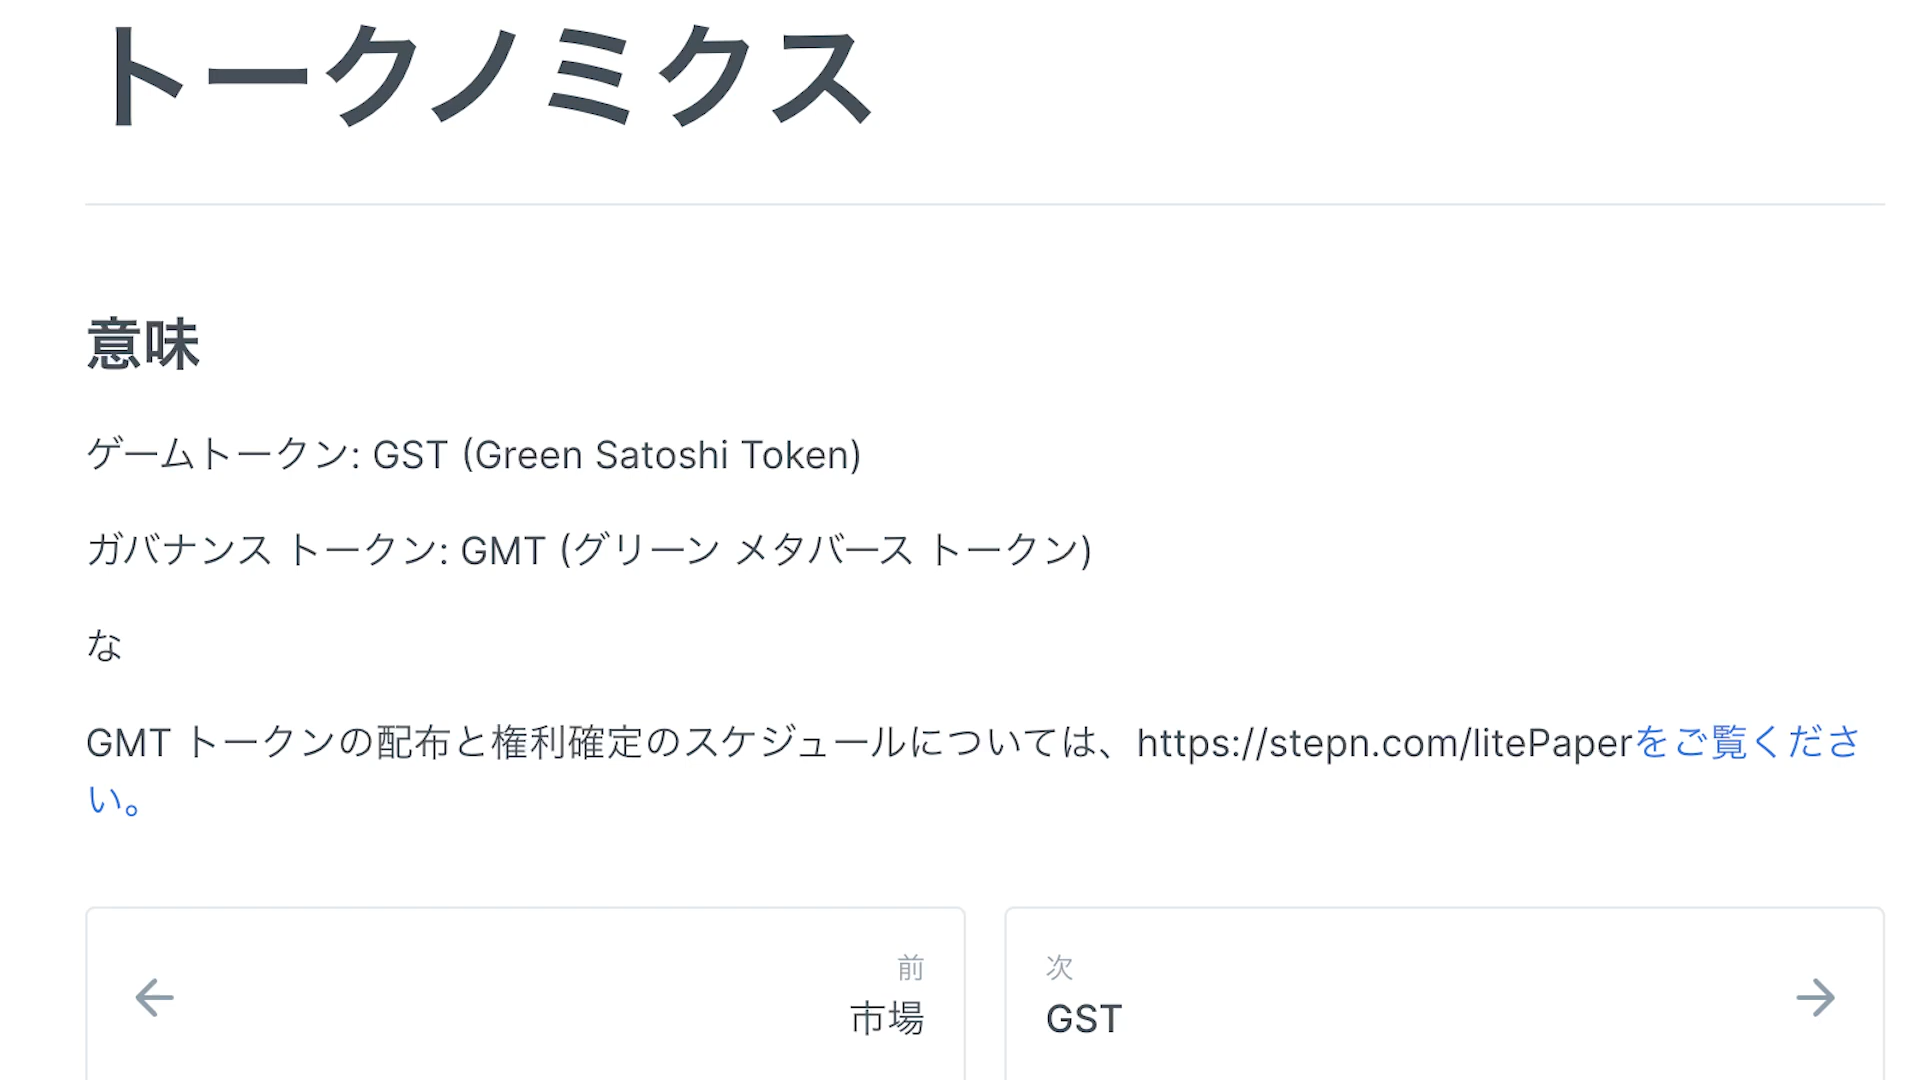 トークノミクス
意味
ゲームトークン: GST (Green Satoshi Token)
ガバナンス トークン: GMT (グリーン メタバース トークン)
な
GMT トークンの配布と権利確定のスケジュールについては、https://stepn.com/litePaperをご覧くださ
い。
前
市場
次
GST